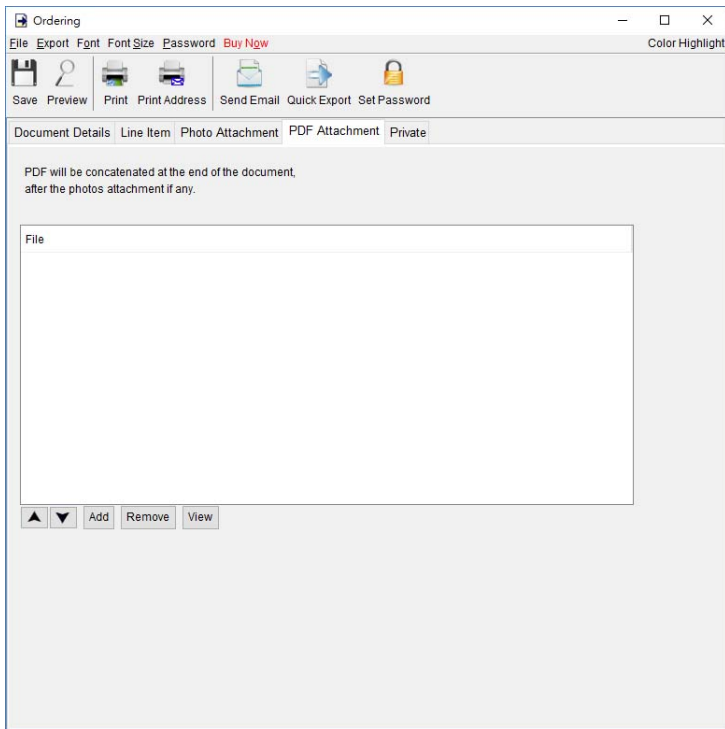 Ordering
File Export Font Font Size Password Buy Now Color Highlight
Save Preview Print Print Address Send Email Quick Export Set Password
Document Details Line Item Photo Attachment PDF Attachment Private
PDF will be concatenated at the end of the document,
after the photos attachment if any.
File
Add Remove View